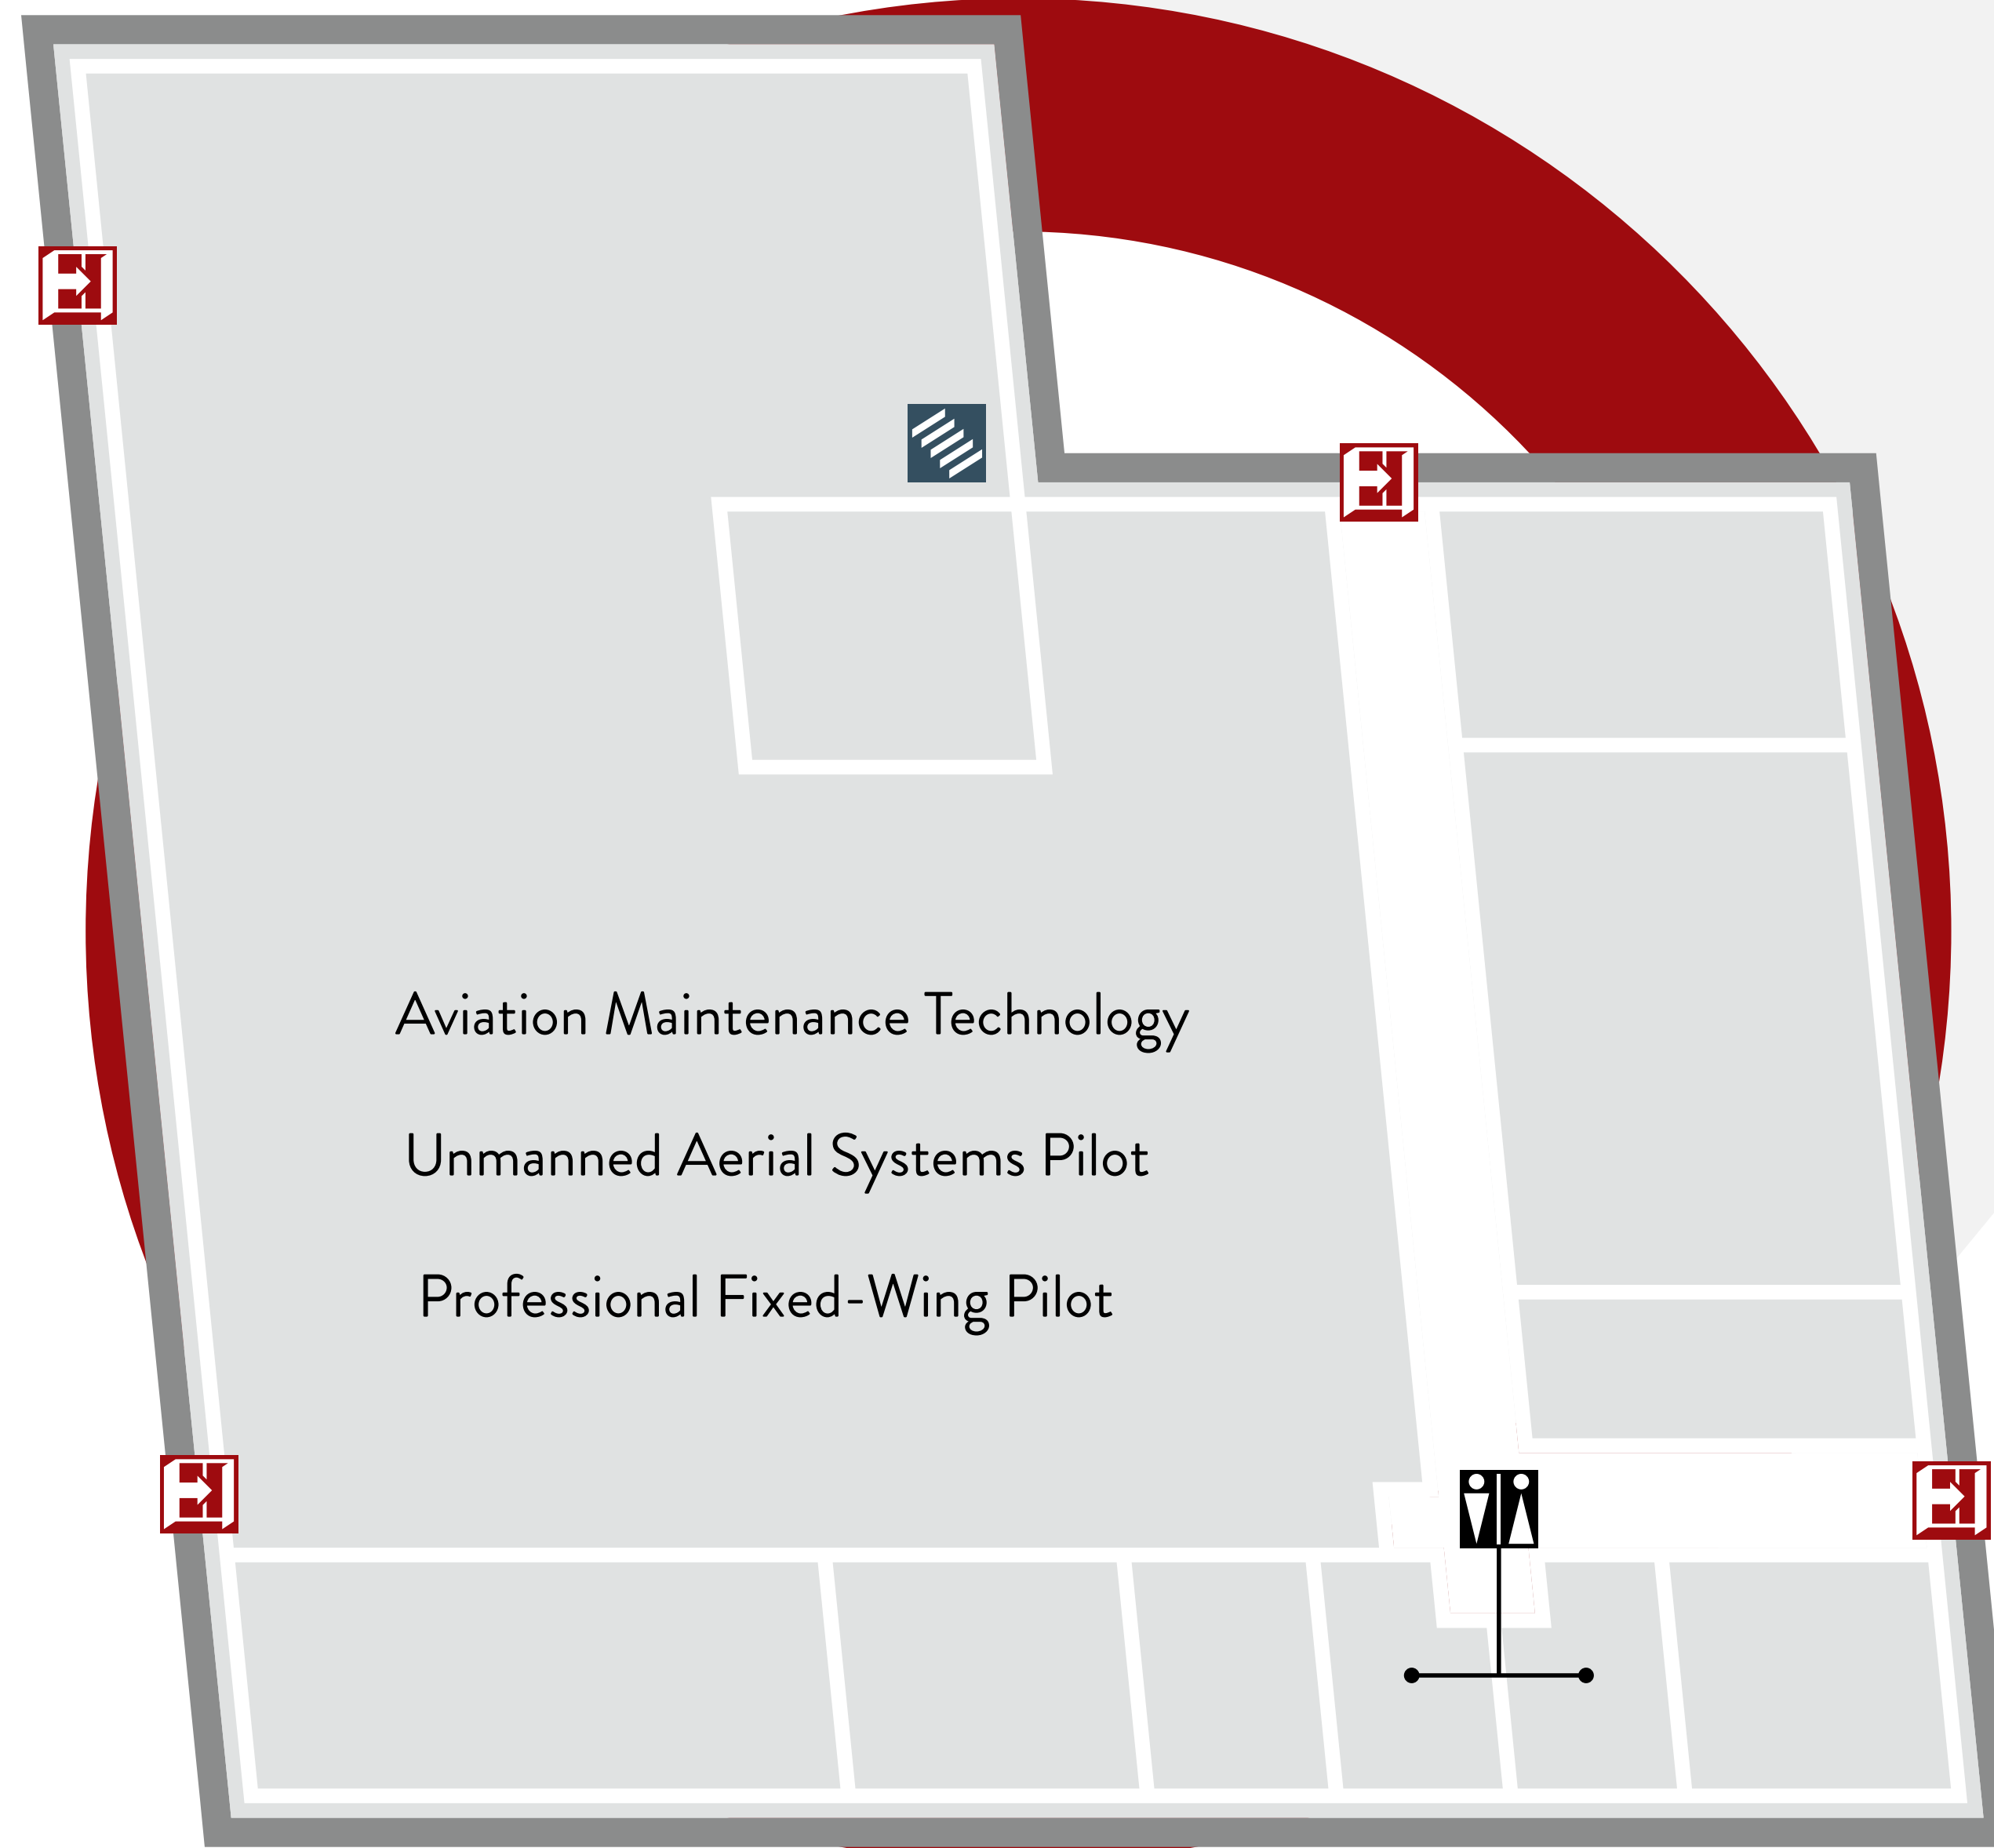 Aviation Maintenance Technology
Unmanned Aerial Systems Pilot
Professional Fixed-Wing Pilot